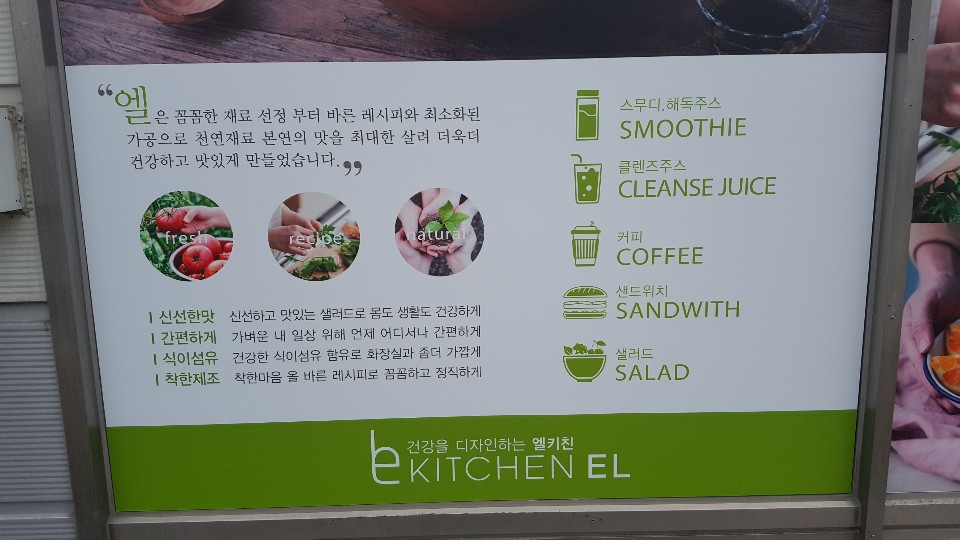 “엘은 꼼꼼한 재료 선정 부터 바른 레시피와 최소화된
가공으로 천연재료 본연의 맛을 최대한 살려 더욱더
건강하고 맛있게 만들었습니다.”
fresh
recipe
natural
신선한맛 신선하고 맛있는 샐러드로 몸도 생활도 건강하게
간편하게 가벼운 내 일상 위해 언제 어디서나 간편하게
식이섬유 건강한 식이섬유 함유로 화장실과 좀더 가깝게
착한제조 착한마음 올 바른 레시피로 꼼꼼하고 정직하게
스무디.해독주스
SMOOTHIE
클렌즈주스
CLEANSE JUICE
커피
COFFEE
샌드위치
SANDWITH
샐러드
SALAD
건강을 디자인하는 엘키친
KITCHEN EL